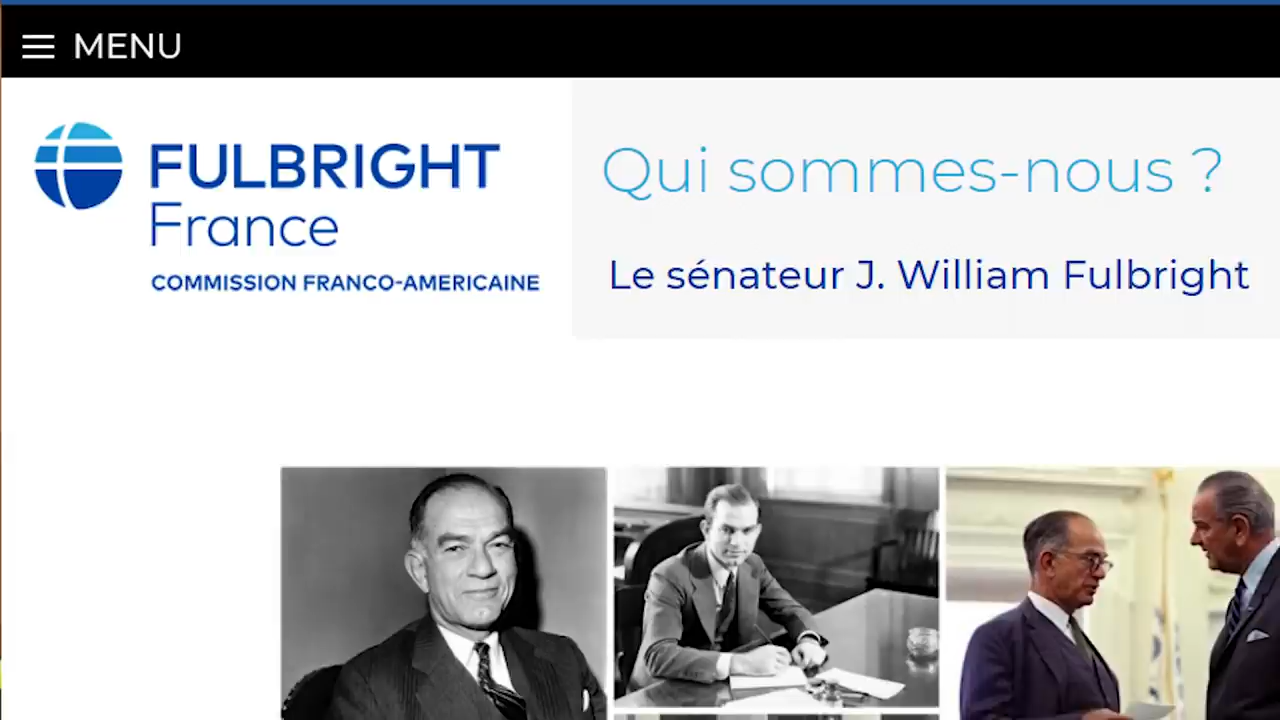 MENU
FULBRIGHT
France
COMMISSION FRANCO-AMERICAINE
Qui sommes-nous ?
Le sénateur J. William Fulbright